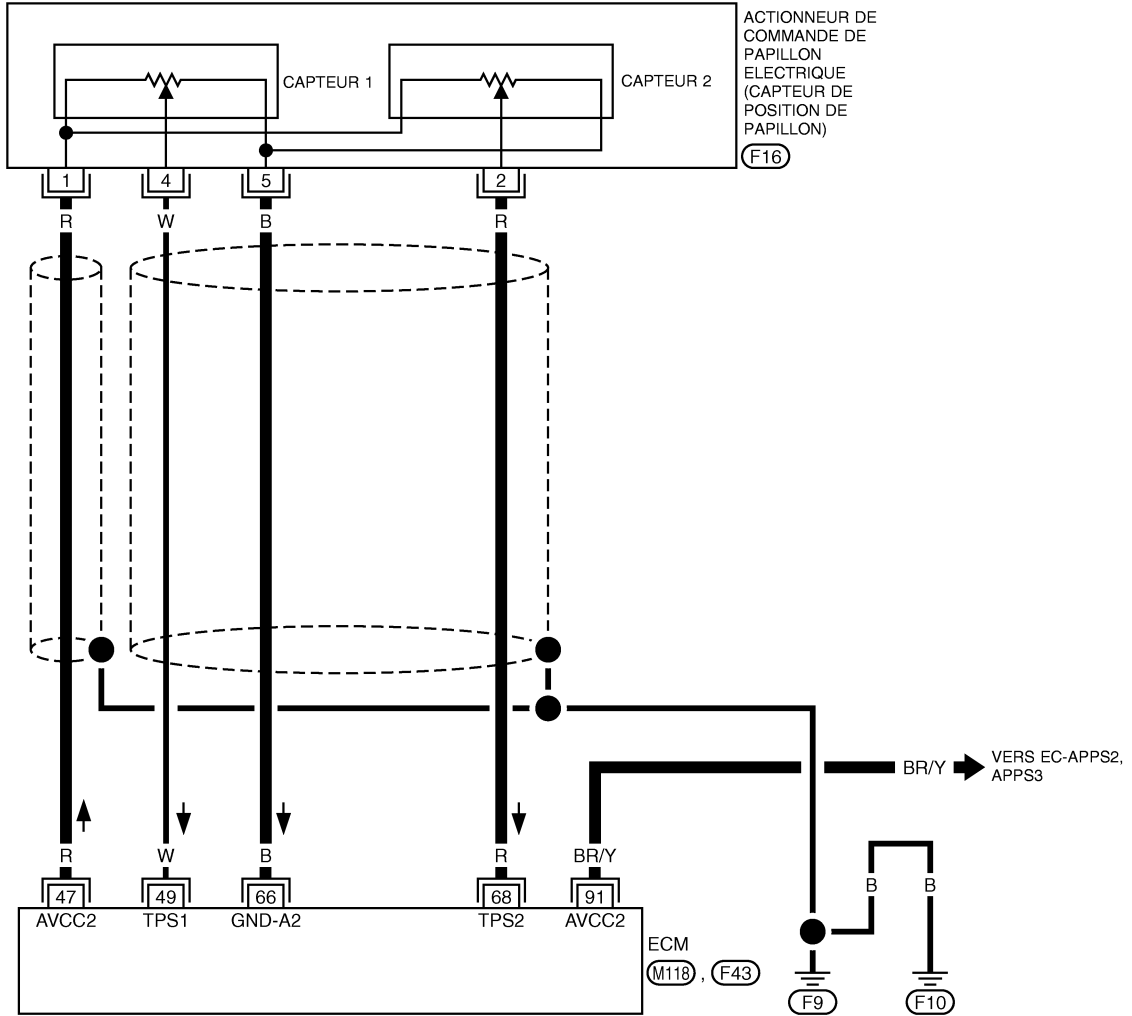 ACTIONNEUR DE
COMMANDE DE
PAPILLON
ELECTRIQUE
(CAPTEUR DE
POSITION DE
PAPILLON)
F16
CAPTEUR 1
CAPTEUR 2
1 4 5 2
R W B R
VERS EC-APPS2,
APPS3
BR/Y
R W B R BR/Y
B B
47 49 66 68 91
AVCC2 TPS1 GND-A2 TPS2 AVCC2
ECM
M118 , F43
F9 F10